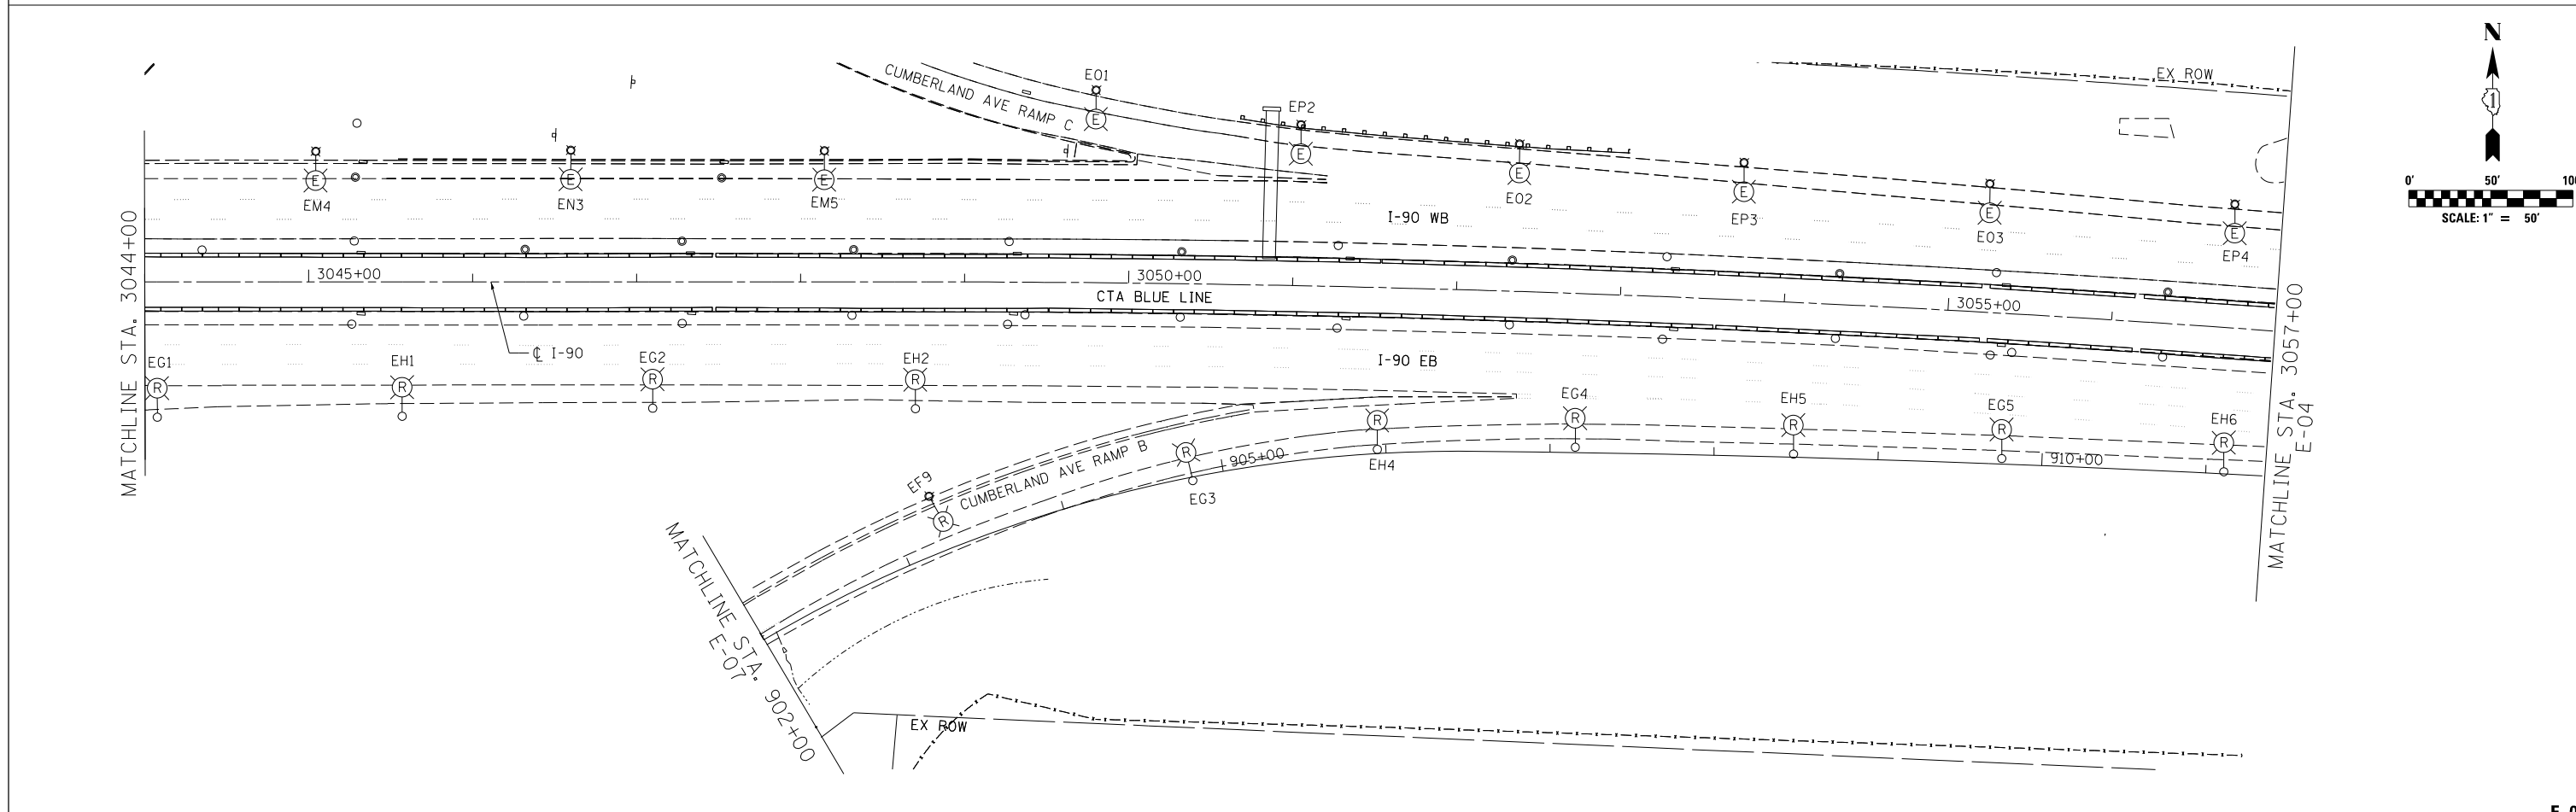 N
1
0' 50' 100
SCALE: 1" = 50'
EX ROW
CUMBERLAND AVE RAMP C
EO1
E
EP2
E
EM4
E
EN3
E
EM5
E
EO2
E
EP3
E
EO3
E
EP4
E
I-90 WB
3045+00
3050+00
3055+00
CTA BLUE LINE
℄ I-90
I-90 EB
MATCHLINE STA. 3044+00
EG1
R
EH1
R
EG2
R
EH2
R
EG4
R
EH5
R
EG5
R
EH6
R
EH4
R
EG3
R
EF9
R
CUMBERLAND AVE RAMP B
905+00
910+00
MATCHLINE STA. 3057+00
E-04
MATCHLINE STA. 902+00
E-07
EX ROW